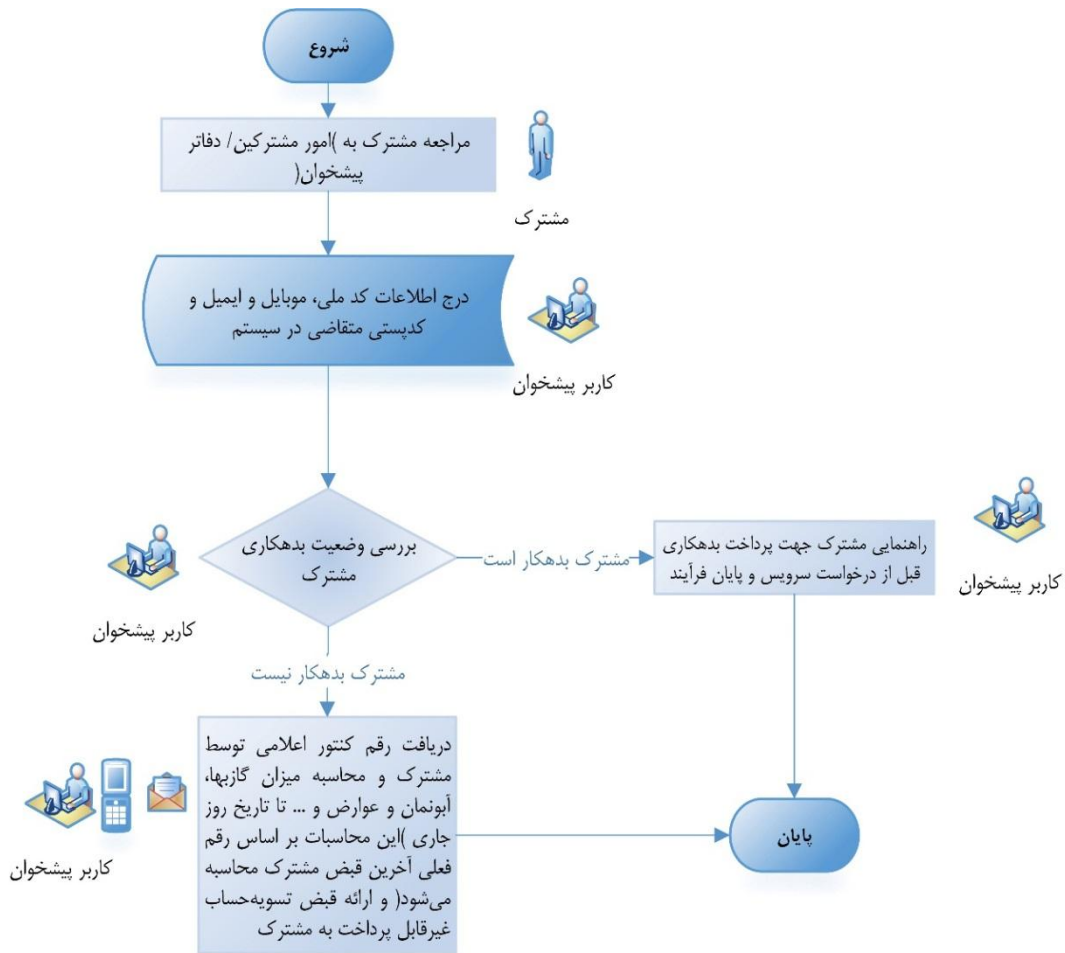 شروع
مراجعه مشترک به )امور مشترکین/ دفاتر
پیشخوان(
مشترک
درج اطلاعات کد ملی، موبایل و ایمیل و
کدپستی متقاضی در سیستم
کاربر پیشخوان
بررسی وضعیت بدهکاری
مشترک
کاربر پیشخوان
مشترک بدهکار است
راهنمایی مشترک جهت پرداخت بدهکاری
قبل از درخواست سرویس و پایان فرآیند
کاربر پیشخوان
مشترک بدهکار نیست
دریافت رقم کنتور اعلامی توسط
مشترک و محاسبه میزان گازبها،
آبونمان و عوارض و ... تا تاریخ روز
جاری )این محاسبات بر اساس رقم
فعلی آخرین قبض مشترک محاسبه
می‌شود( و ارائه قبض تسویه‌حساب
غیرقابل پرداخت به مشترک
کاربر پیشخوان
پایان